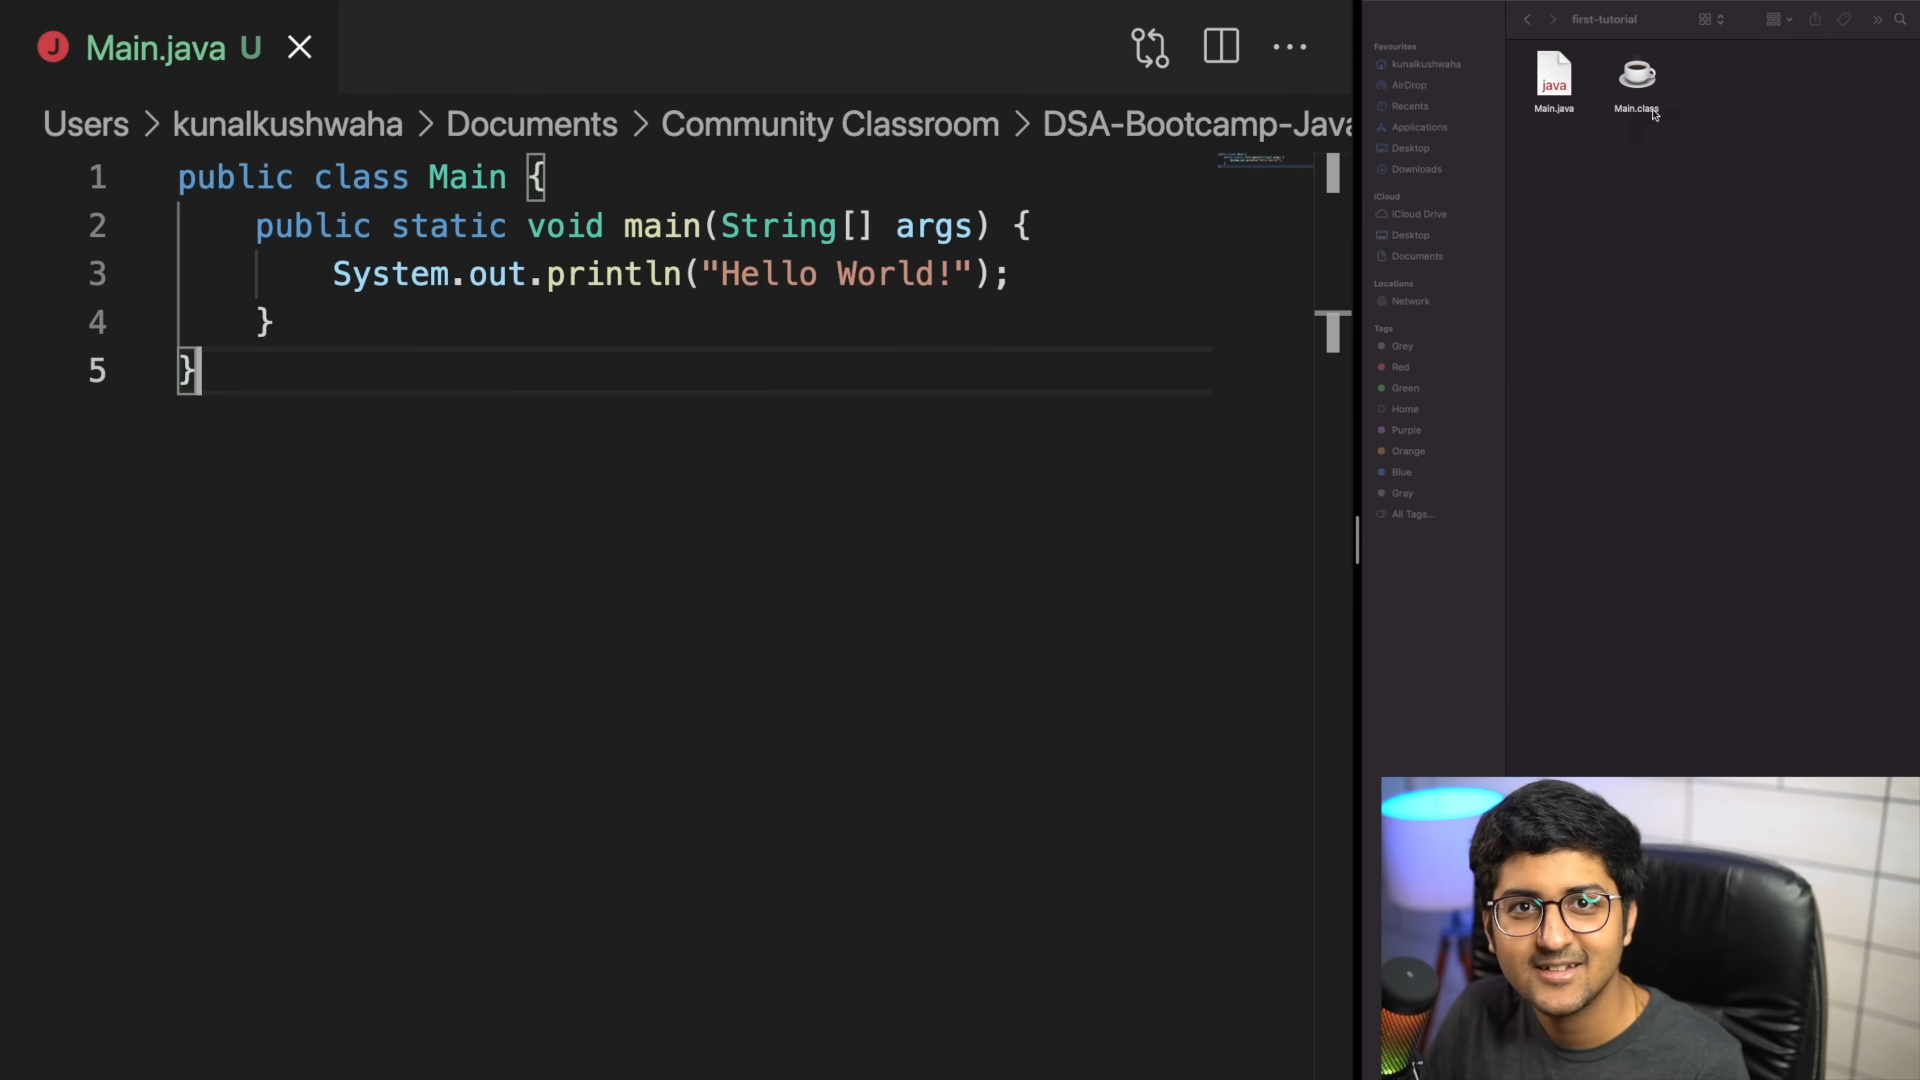 J Main.java U
Users > kunalkushwaha > Documents > Community Classroom > DSA-Bootcamp-Java
1 public class Main {
2 public static void main(String[] args) {
3 System.out.println("Hello World!");
4 }
5 }
first-tutorial
Favourites
kunalkushwaha
AirDrop
Recents
Applications
Desktop
Downloads
iCloud
iCloud Drive
Desktop
Documents
Locations
Network
Tags
Grey
Red
Green
Home
Purple
Orange
Blue
Gray
All Tags...
java
Main.java
Main.class